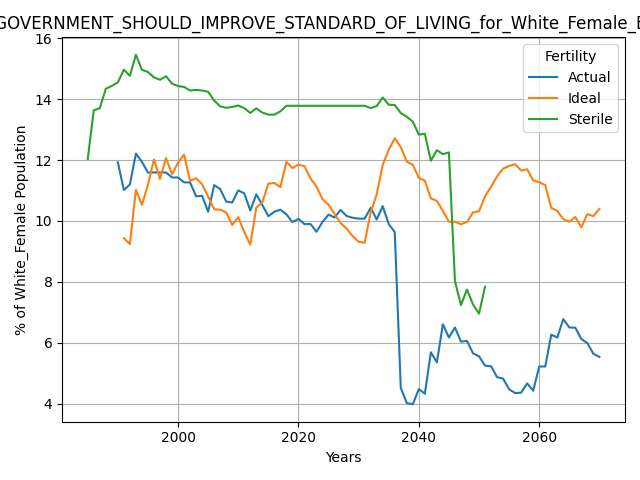 GOVERNMENT_SHOULD_IMPROVE_STANDARD_OF_LIVING_for_White_Female_
16
14
12
10
8
6
4
% of White_Female Population
Fertility
Actual
Ideal
Sterile
2000
2020
2040
2060
Years